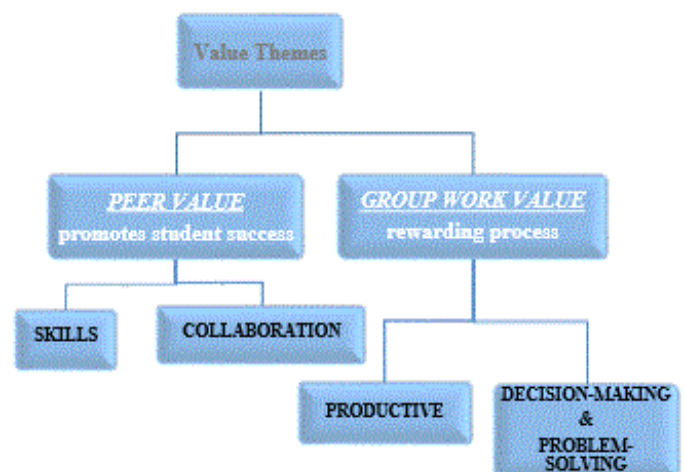 Value Themes
PEER VALUE
promotes student success
GROUP WORK VALUE
rewarding process
SKILLS
COLLABORATION
PRODUCTIVE
DECISION-MAKING
&
PROBLEM-
SOLVING